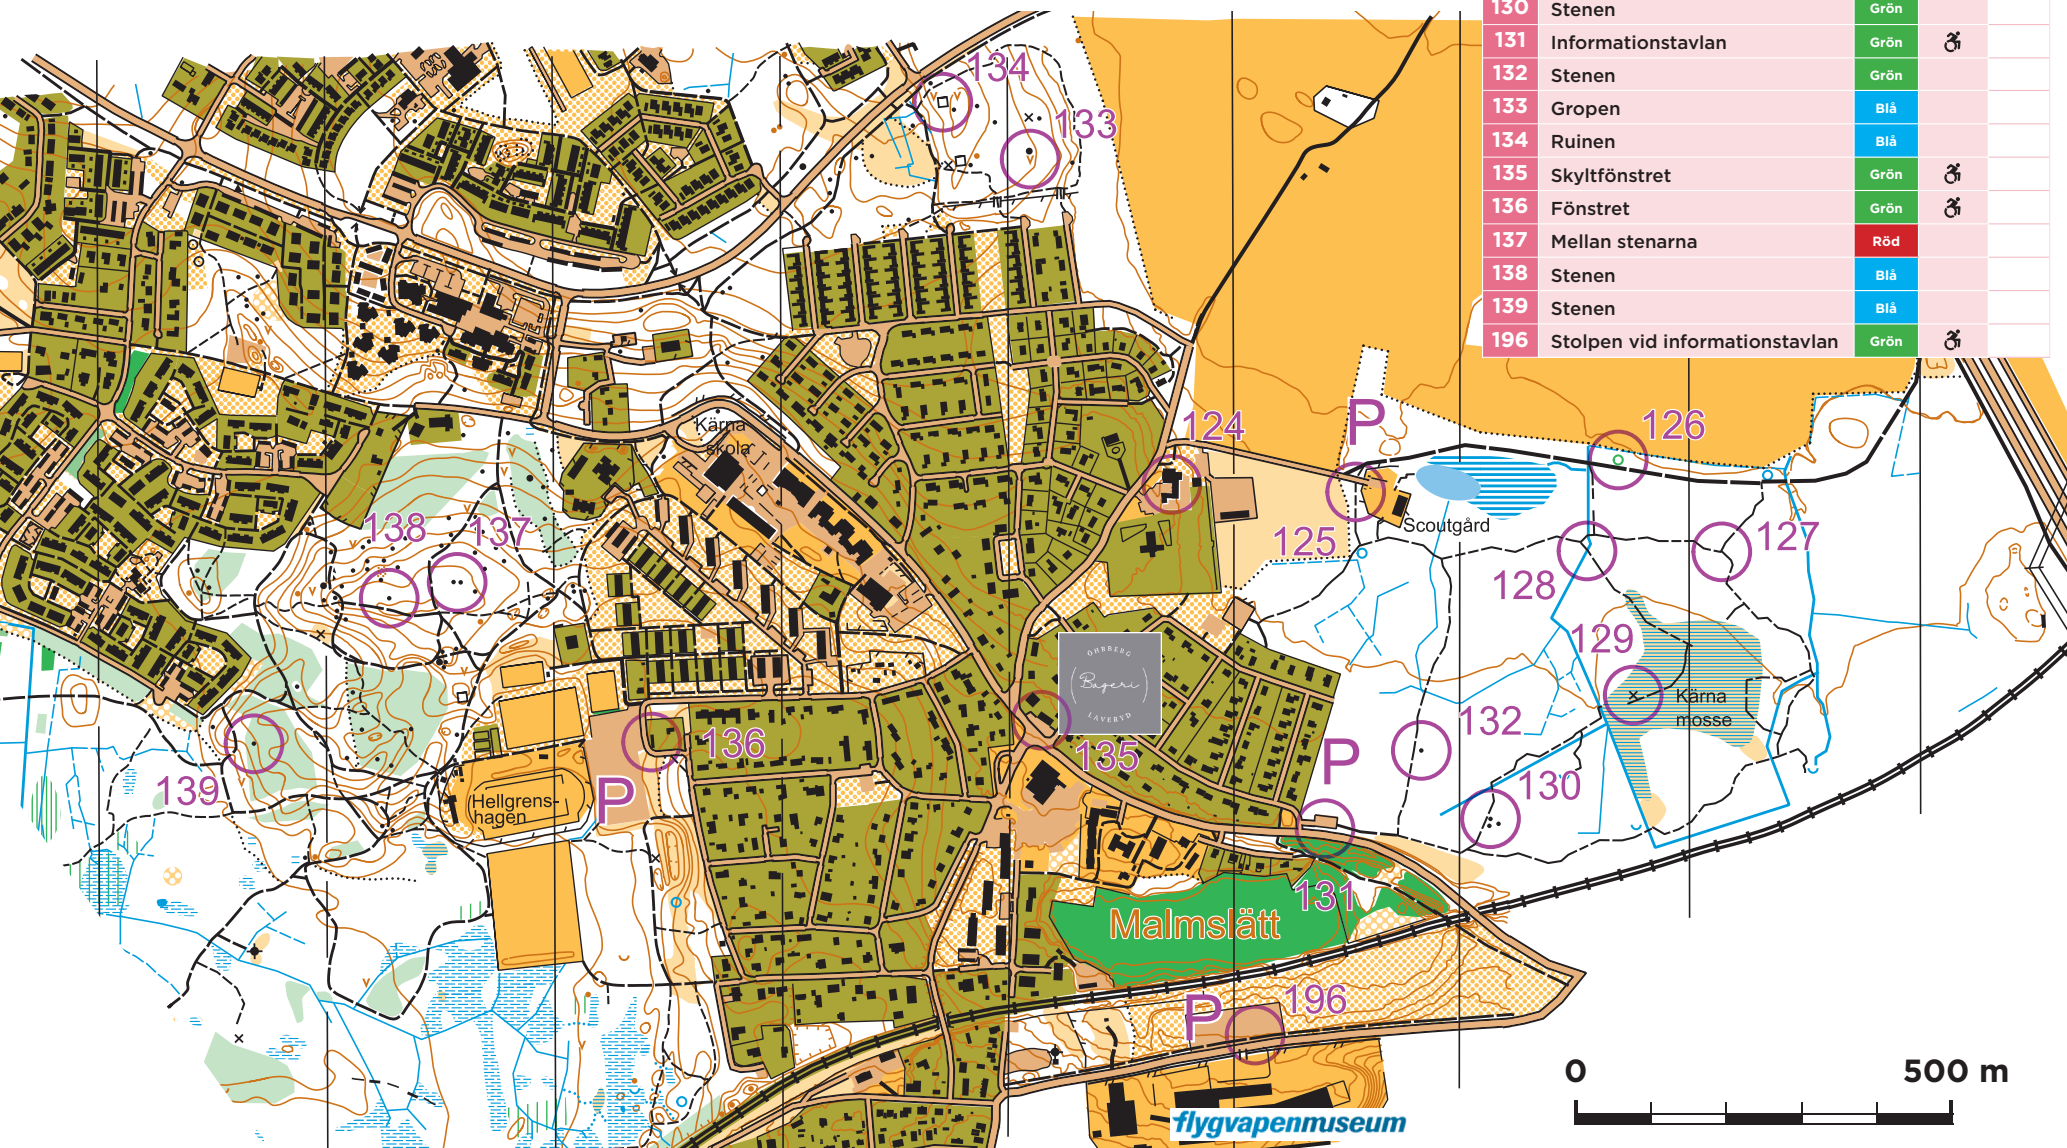 130 Stenen Grön
131 Informationstavlan Grön
132 Stenen Grön
133 Gropen Blå
134 Ruinen Blå
135 Skyltfönstret Grön
136 Fönstret Grön
137 Mellan stenarna Röd
138 Stenen Blå
139 Stenen Blå
196 Stolpen vid informationstavlan Grön
134
133
124
P
126
Kärna
skola
138
137
125
Scoutgård
127
128
129
ÖHRBERG
Bageri
LAVERYD
Kärna
mosse
132
136
135
P
139
P
130
Hellgrens-
hagen
131
Malmslätt
P
196
0
500 m
flygvapenmuseum